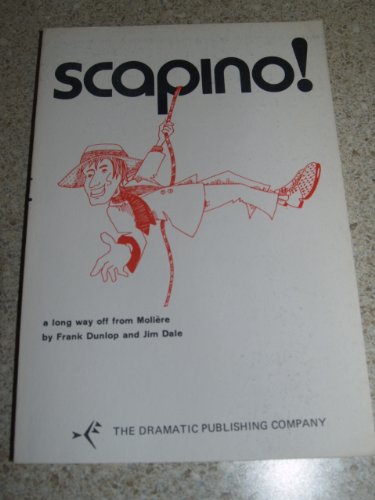 scapino!
a long way off from Molière
by Frank Dunlop and Jim Dale
THE DRAMATIC PUBLISHING COMPANY